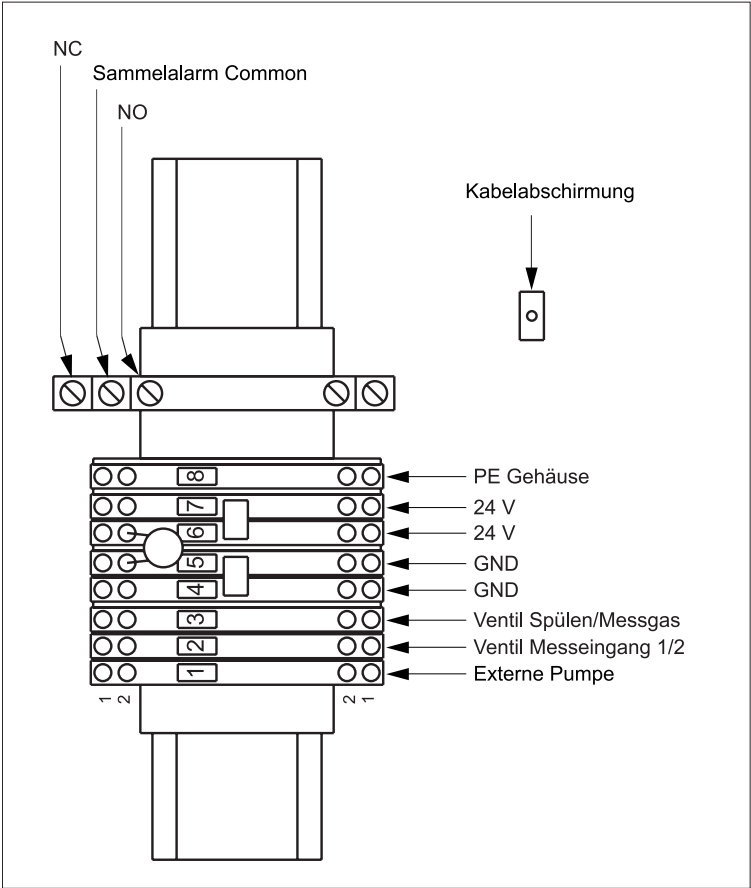 NC
Sammelalarm Common
NO
Kabelabschirmung
8 PE Gehäuse
7 24 V
6 24 V
5 GND
4 GND
3 Ventil Spülen/Messgas
2 Ventil Messeingang 1/2
1 Externe Pumpe
1 2 2 1